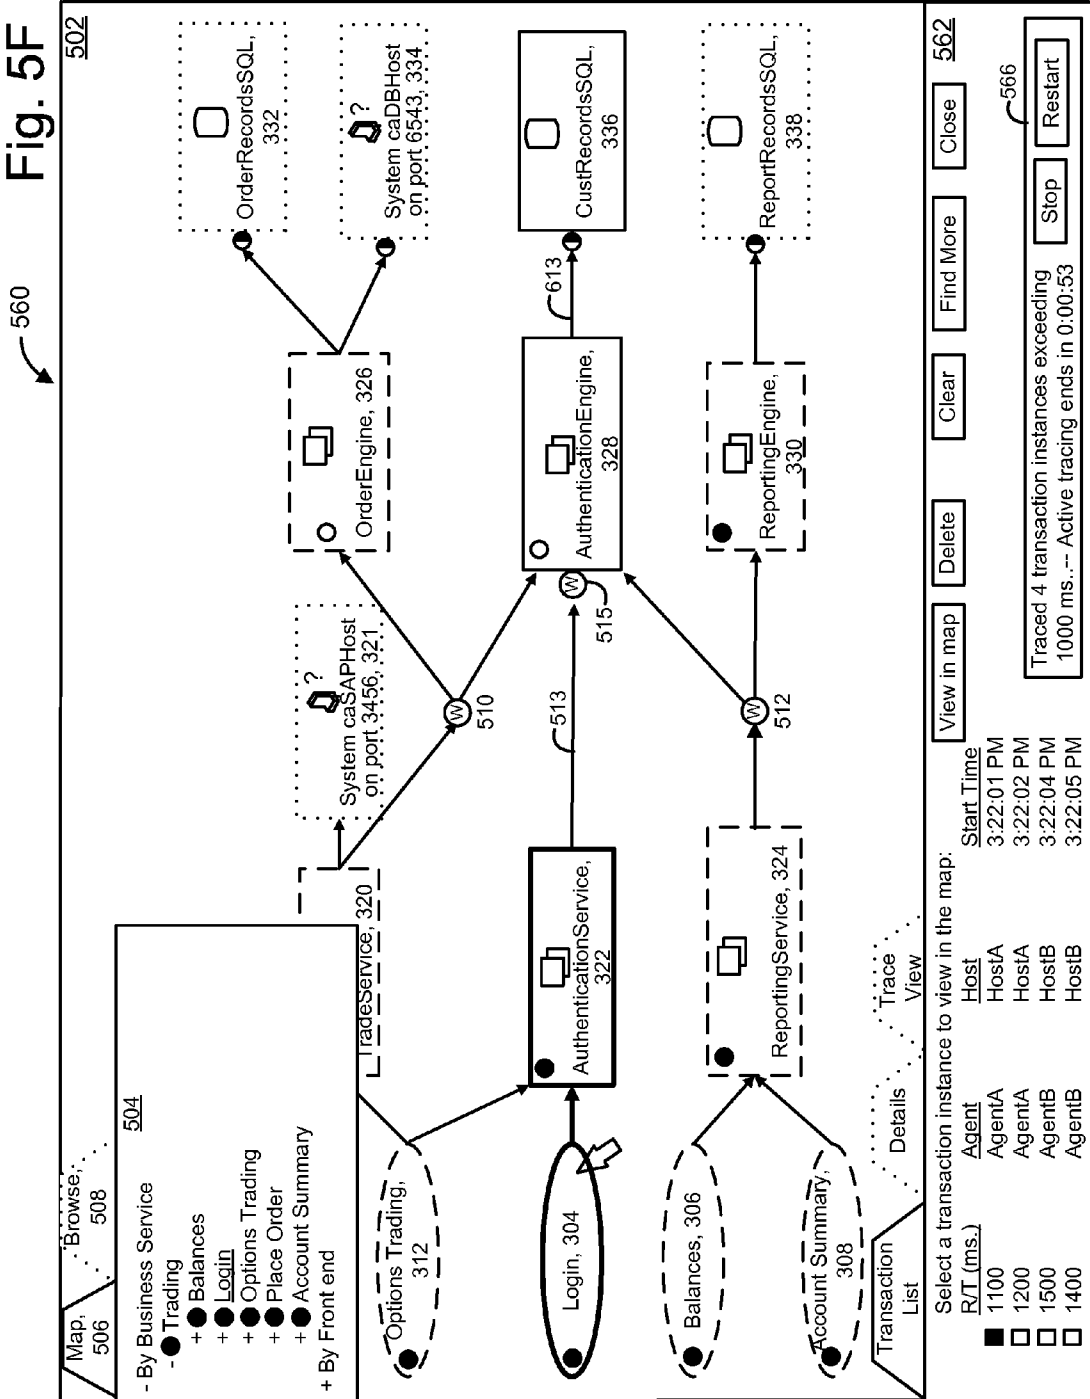 Fig. 5F
560
502
Map,
506
Browse,
508
504
- By Business Service
- Trading
+ Balances
+ Login
+ Options Trading
+ Place Order
+ Account Summary
+ By Front end
TradeService, 320
System caSAPHost
on port 3456, 321
?
OrderEngine, 326
OrderRecordsSQL,
332
?
System caDBHost
on port 6543, 334
W
510
Options Trading,
312
Login, 304
AuthenticationService,
322
513
W
515
AuthenticationEngine,
328
613
CustRecordsSQL,
336
Balances, 306
Account Summary,
308
ReportingService, 324
W
512
ReportingEngine,
330
ReportRecordsSQL,
338
Transaction
List
Details
Trace
View
562
Select a transaction instance to view in the map:
View in map
Delete
Clear
Find More
Close
R/T (ms.) Agent Host Start Time
1100 AgentA HostA 3:22:01 PM
1200 AgentA HostA 3:22:02 PM
1500 AgentB HostB 3:22:04 PM
1400 AgentB HostB 3:22:05 PM
566
Traced 4 transaction instances exceeding
1000 ms..-- Active tracing ends in 0:00:53
Stop
Restart